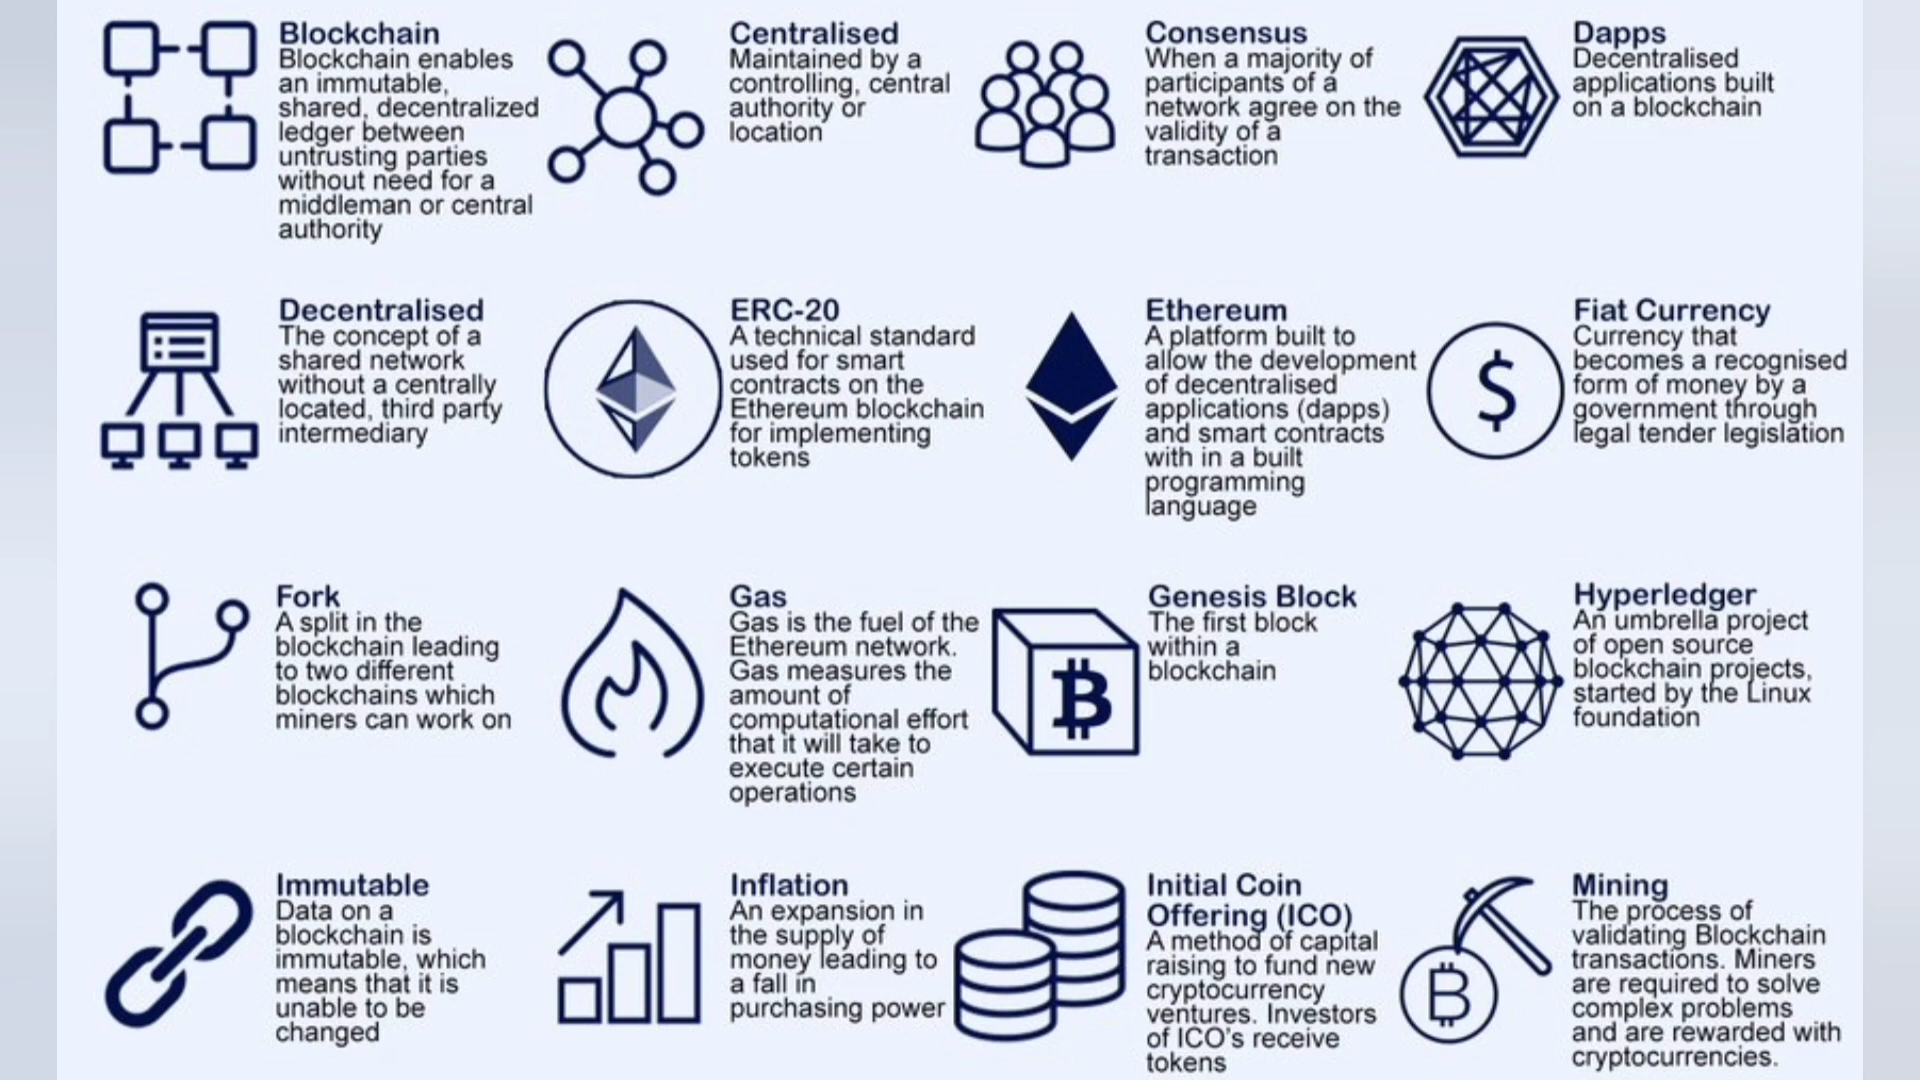 Blockchain
Blockchain enables
an immutable,
shared, decentralized
ledger between
untrusting parties
without need for a
middleman or central
authority
Centralised
Maintained by a
controlling, central
authority or
location
Consensus
When a majority of
participants of a
network agree on the
validity of a
transaction
Dapps
Decentralised
applications built
on a blockchain
Decentralised
The concept of a
shared network
without a centrally
located, third party
intermediary
ERC-20
A technical standard
used for smart
contracts on the
Ethereum blockchain
for implementing
tokens
Ethereum
A platform built to
allow the development
of decentralised
applications (dapps)
and smart contracts
with in a built
programming
language
$
Fiat Currency
Currency that
becomes a recognised
form of money by a
government through
legal tender legislation
Fork
A split in the
blockchain leading
to two different
blockchains which
miners can work on
Gas
Gas is the fuel of the
Ethereum network.
Gas measures the
amount of
computational effort
that it will take to
execute certain
operations
Genesis Block
The first block
within a
blockchain
Hyperledger
An umbrella project
of open source
blockchain projects,
started by the Linux
foundation
Immutable
Data on a
blockchain is
immutable, which
means that it is
unable to be
changed
Inflation
An expansion in
the supply of
money leading to
a fall in
purchasing power
Initial Coin
Offering (ICO)
A method of capital
raising to fund new
cryptocurrency
ventures. Investors
of ICO's receive
tokens
Mining
The process of
validating Blockchain
transactions. Miners
are required to solve
complex problems
and are rewarded with
cryptocurrencies.